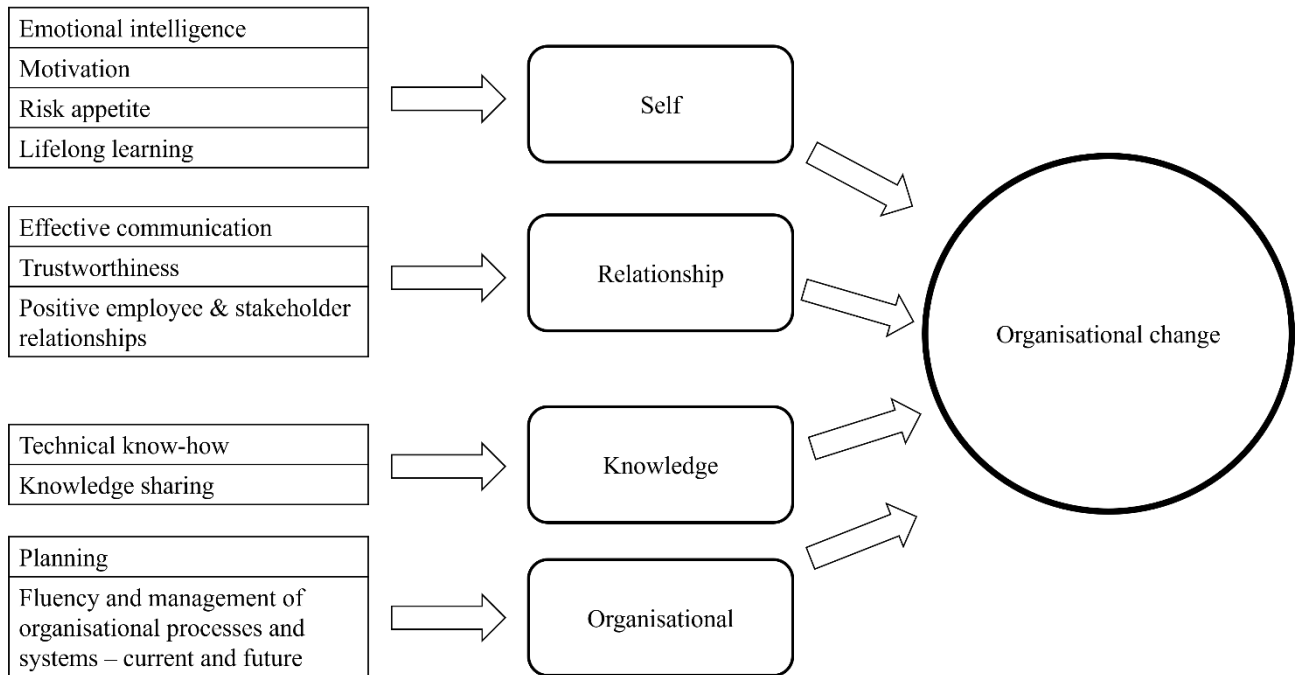 Emotional intelligence
Motivation
Risk appetite
Lifelong learning
Self
Effective communication
Trustworthiness
Positive employee & stakeholder
relationships
Relationship
Organisational change
Technical know-how
Knowledge sharing
Knowledge
Planning
Fluency and management of
organisational processes and
systems – current and future
Organisational